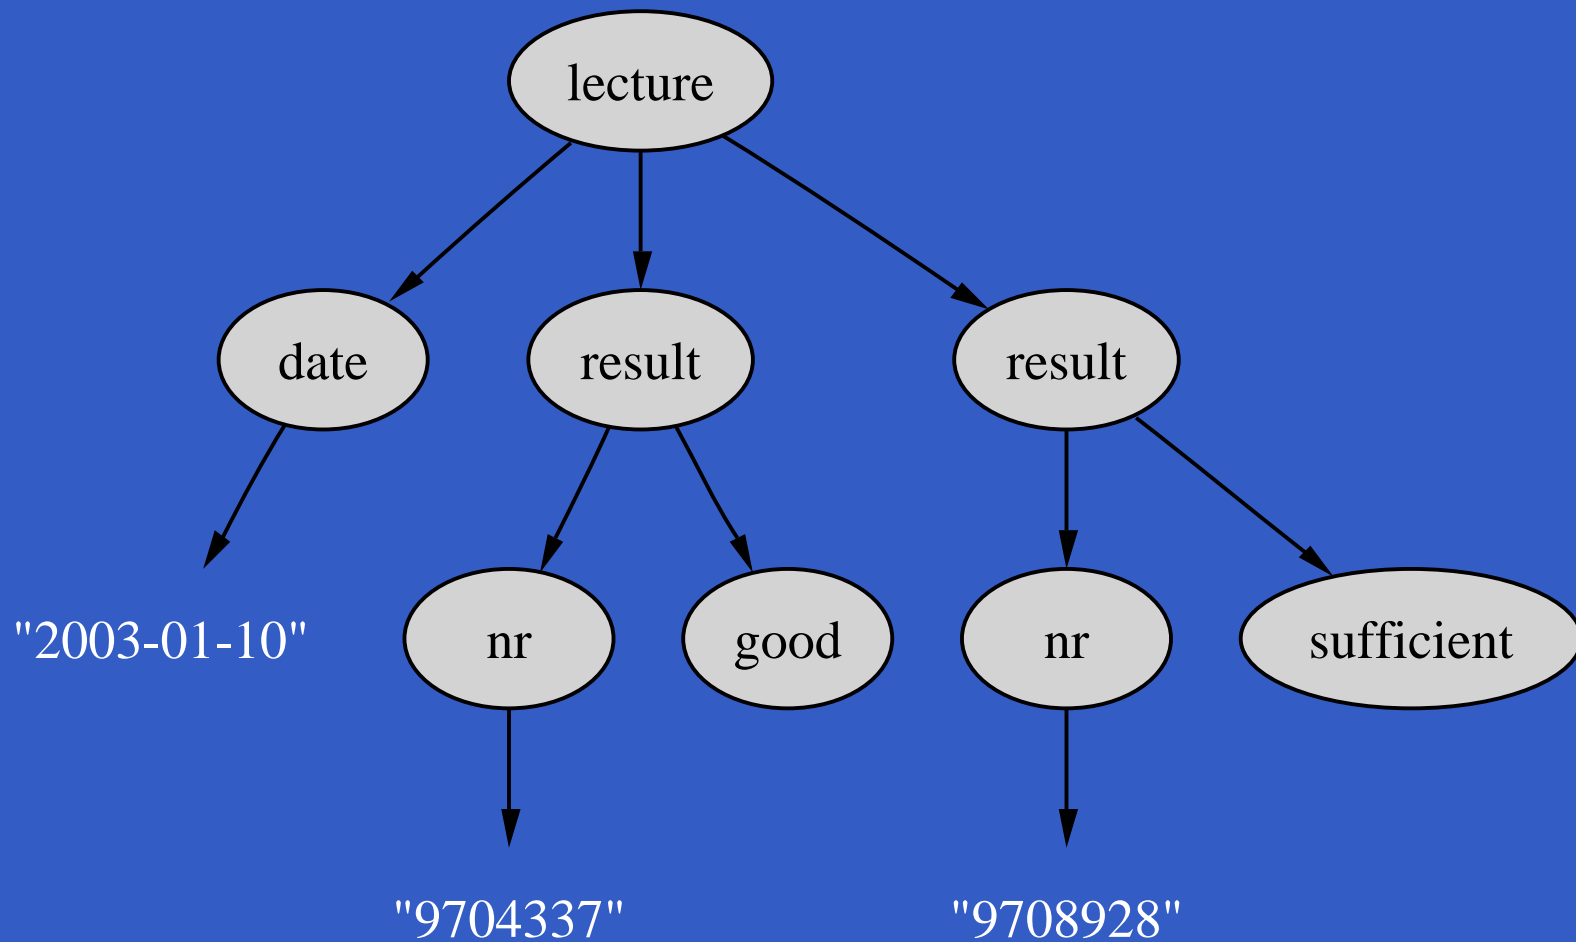 lecture
date
result
result
"2003-01-10"
nr
good
nr
sufficient
"9704337"
"9708928"